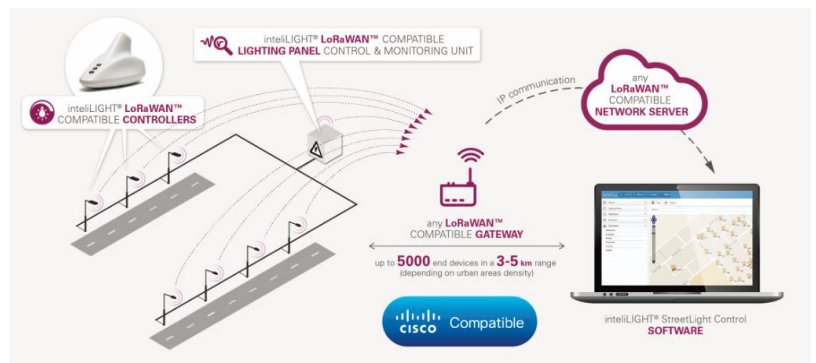 inteliLIGHT® LoRaWAN™ COMPATIBLE
LIGHTING PANEL CONTROL & MONITORING UNIT
inteliLIGHT® LoRaWAN™
COMPATIBLE CONTROLLERS
IP communication
any
LoRaWAN™
COMPATIBLE
NETWORK SERVER
any LoRaWAN™
COMPATIBLE GATEWAY
up to 5000 end devices in a 3-5 km range
(depending on urban areas density)
CISCO Compatible
inteliLIGHT® StreetLight Control
SOFTWARE